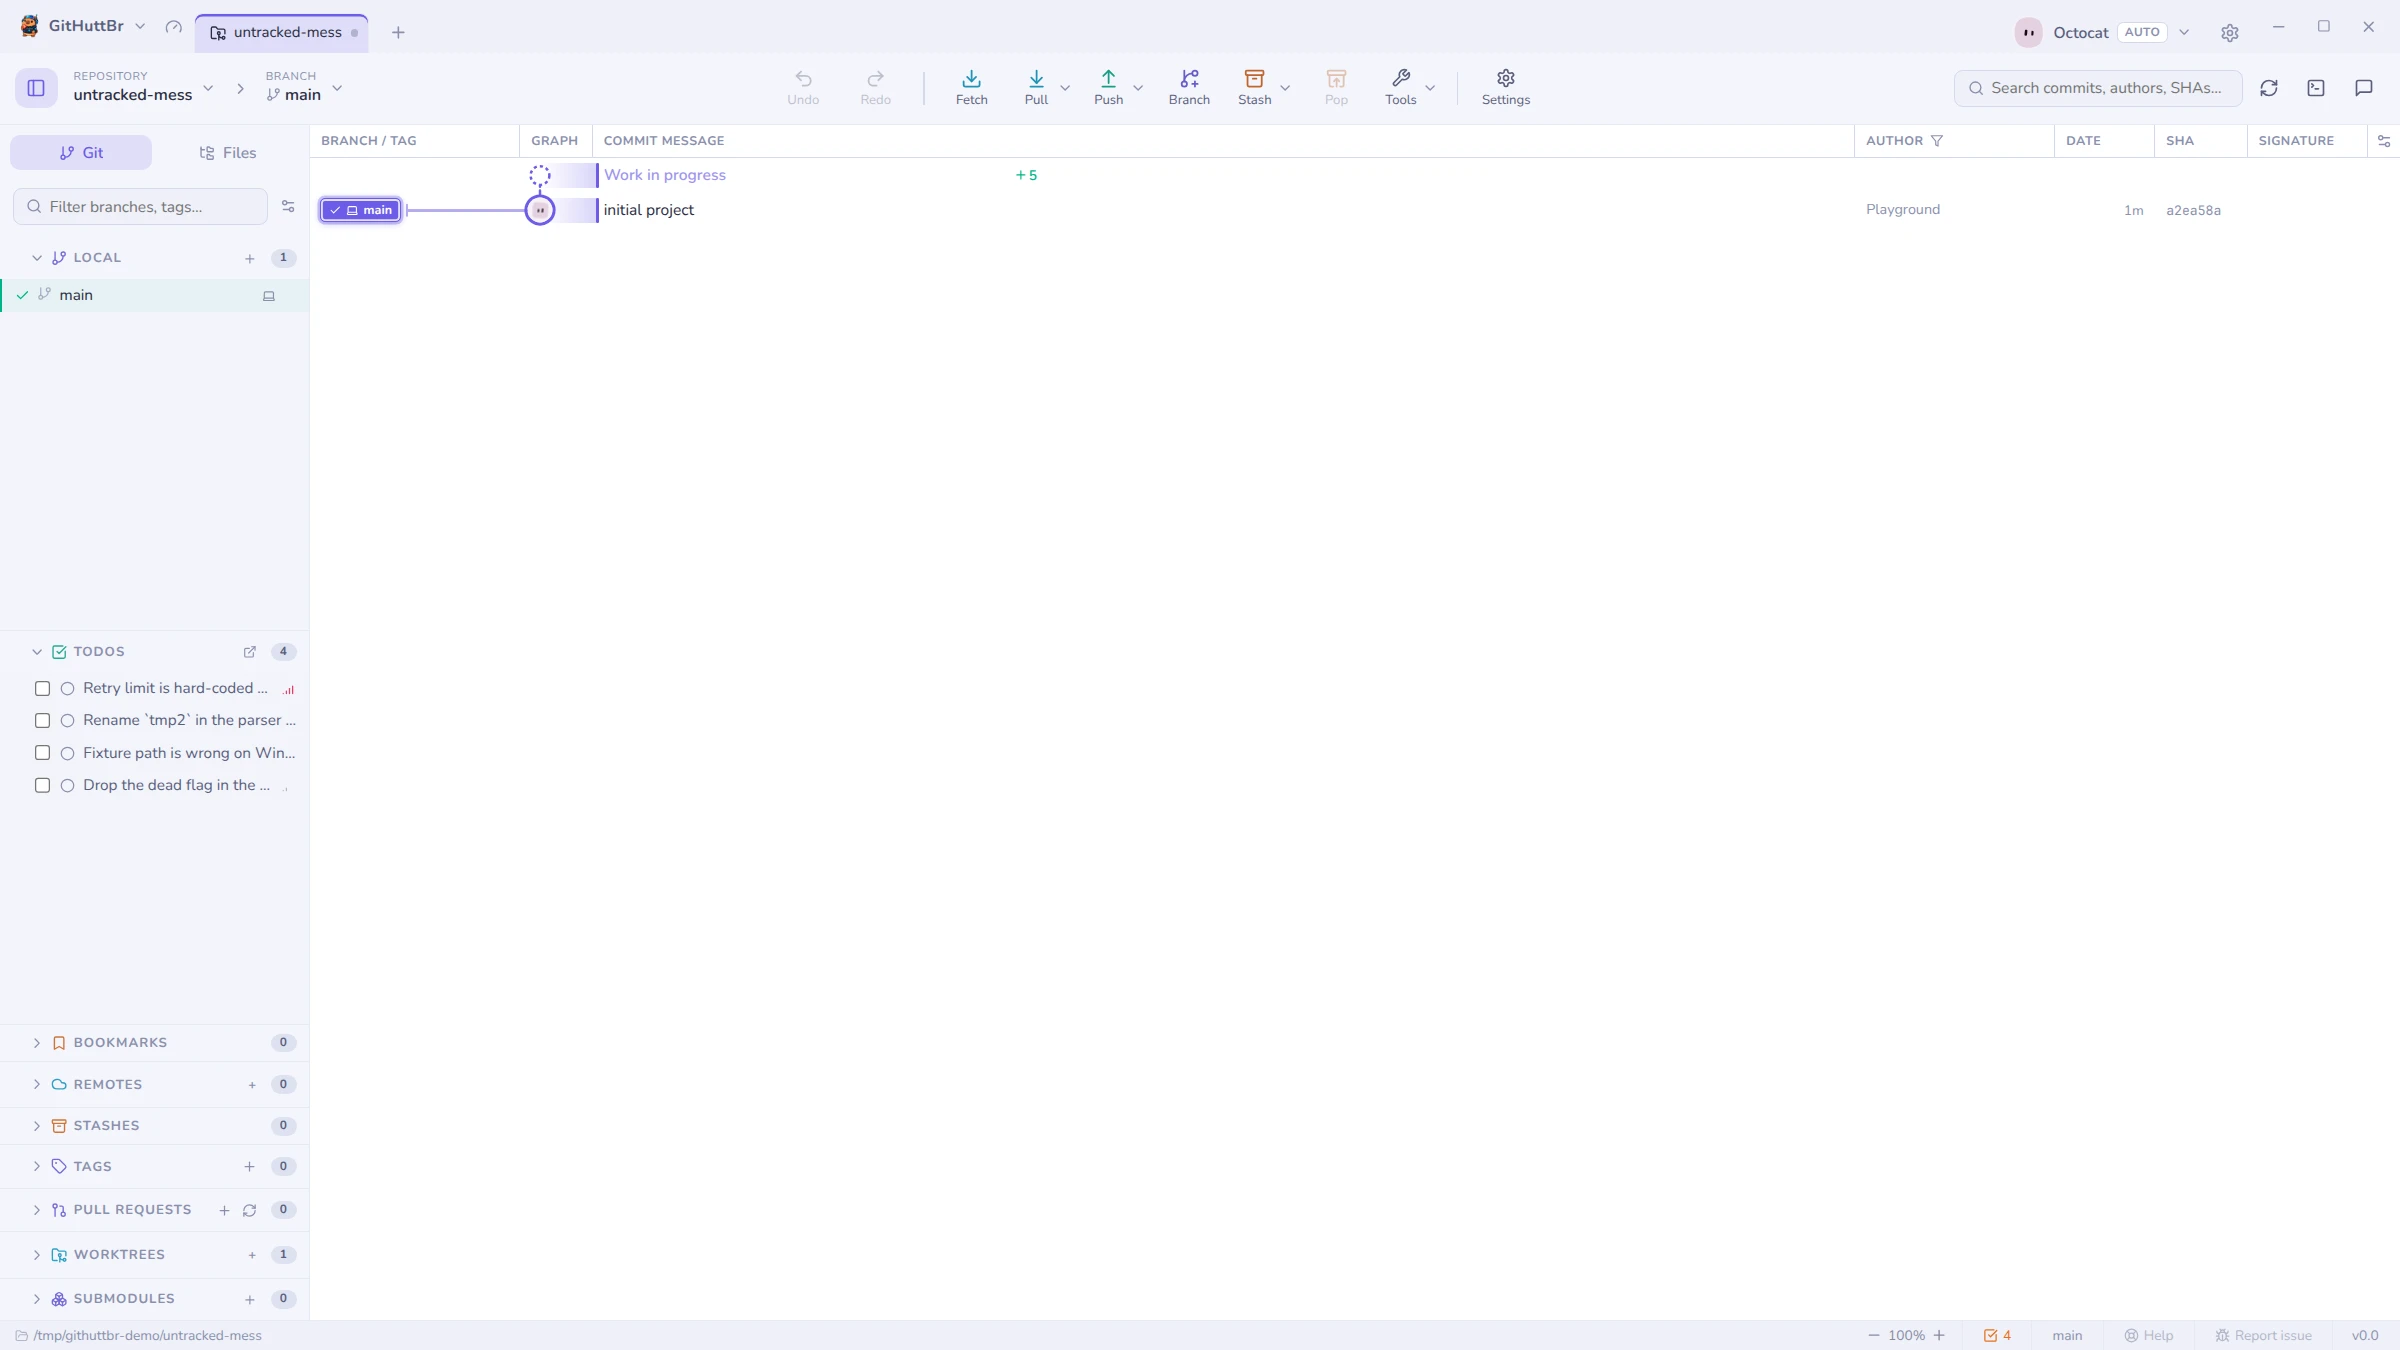 GitHuttBr
untracked-mess
Octocat AUTO
REPOSITORY
untracked-mess
BRANCH
main
Undo
Redo
Fetch
Pull
Push
Branch
Stash
Pop
Tools
Settings
Search commits, authors, SHAs...
Git
Files
Filter branches, tags...
LOCAL 1
main
BRANCH / TAG
GRAPH
COMMIT MESSAGE
AUTHOR
DATE
SHA
SIGNATURE
Work in progress +5
main
initial project
Playground
1m
a2ea58a
TODOS 4
Retry limit is hard-coded ...
Rename `tmp2` in the parser ...
Fixture path is wrong on Win...
Drop the dead flag in the ...
BOOKMARKS 0
REMOTES + 0
STASHES 0
TAGS + 0
PULL REQUESTS + 0
WORKTREES + 1
SUBMODULES + 0
/tmp/githuttbr-demo/untracked-mess
100%
4
main
Help
Report issue
v0.0